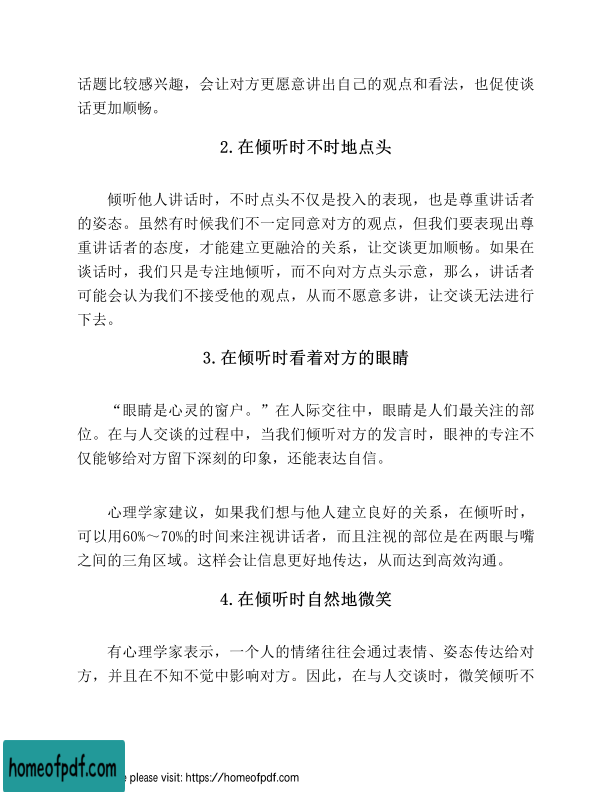 话题比较感兴趣，会让对方更愿意讲出自己的观点和看法，也促使谈
话更加顺畅。
2.在倾听时不时地点头
倾听他人讲话时，不时点头不仅是投入的表现，也是尊重讲话者
的姿态。虽然有时候我们不一定同意对方的观点，但我们要表现出尊
重讲话者的态度，才能建立更融洽的关系，让交谈更加顺畅。如果在
谈话时，我们只是专注地倾听，而不向对方点头示意，那么，讲话者
可能会认为我们不接受他的观点，从而不愿意多讲，让交谈无法进行
下去。
3.在倾听时看着对方的眼睛
“眼睛是心灵的窗户。”在人际交往中，眼睛是人们最关注的部
位。在与人交谈的过程中，当我们倾听对方的发言时，眼神的专注不
仅能够给对方留下深刻的印象，还能表达自信。
心理学家建议，如果我们想与他人建立良好的关系，在倾听时，
可以用60%～70%的时间来注视讲话者，而且注视的部位是在两眼与嘴
之间的三角区域。这样会让信息更好地传达，从而达到高效沟通。
4.在倾听时自然地微笑
有心理学家表示，一个人的情绪往往会通过表情、姿态传达给对
方，并且在不知不觉中影响对方。因此，在与人交谈时，微笑倾听不
homeofpdf.com
e please visit: https://homeofpdf.com